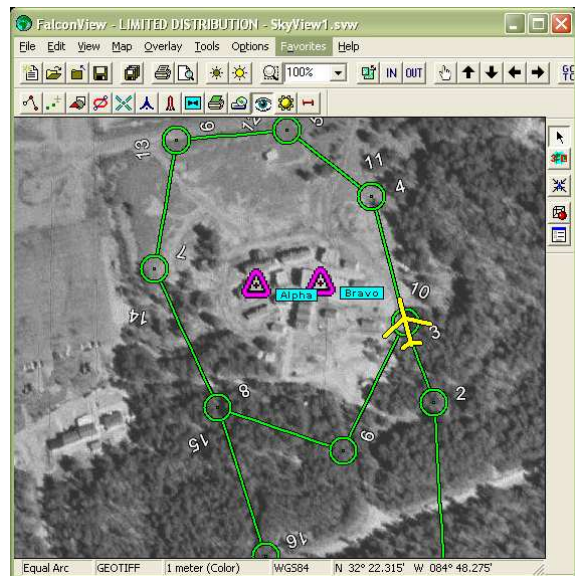 FalconView - LIMITED DISTRIBUTION - SkyView1.svw
File Edit View Map Overlay Tools Options Favorites Help
100% IN OUT
13 6 12 5
11
4
7
Alpha Bravo
10
14
3
8 2
15 9
16
Equal Arc GEOTIFF 1 meter (Color) WGS84 N 32° 22.315' W 084° 48.275'